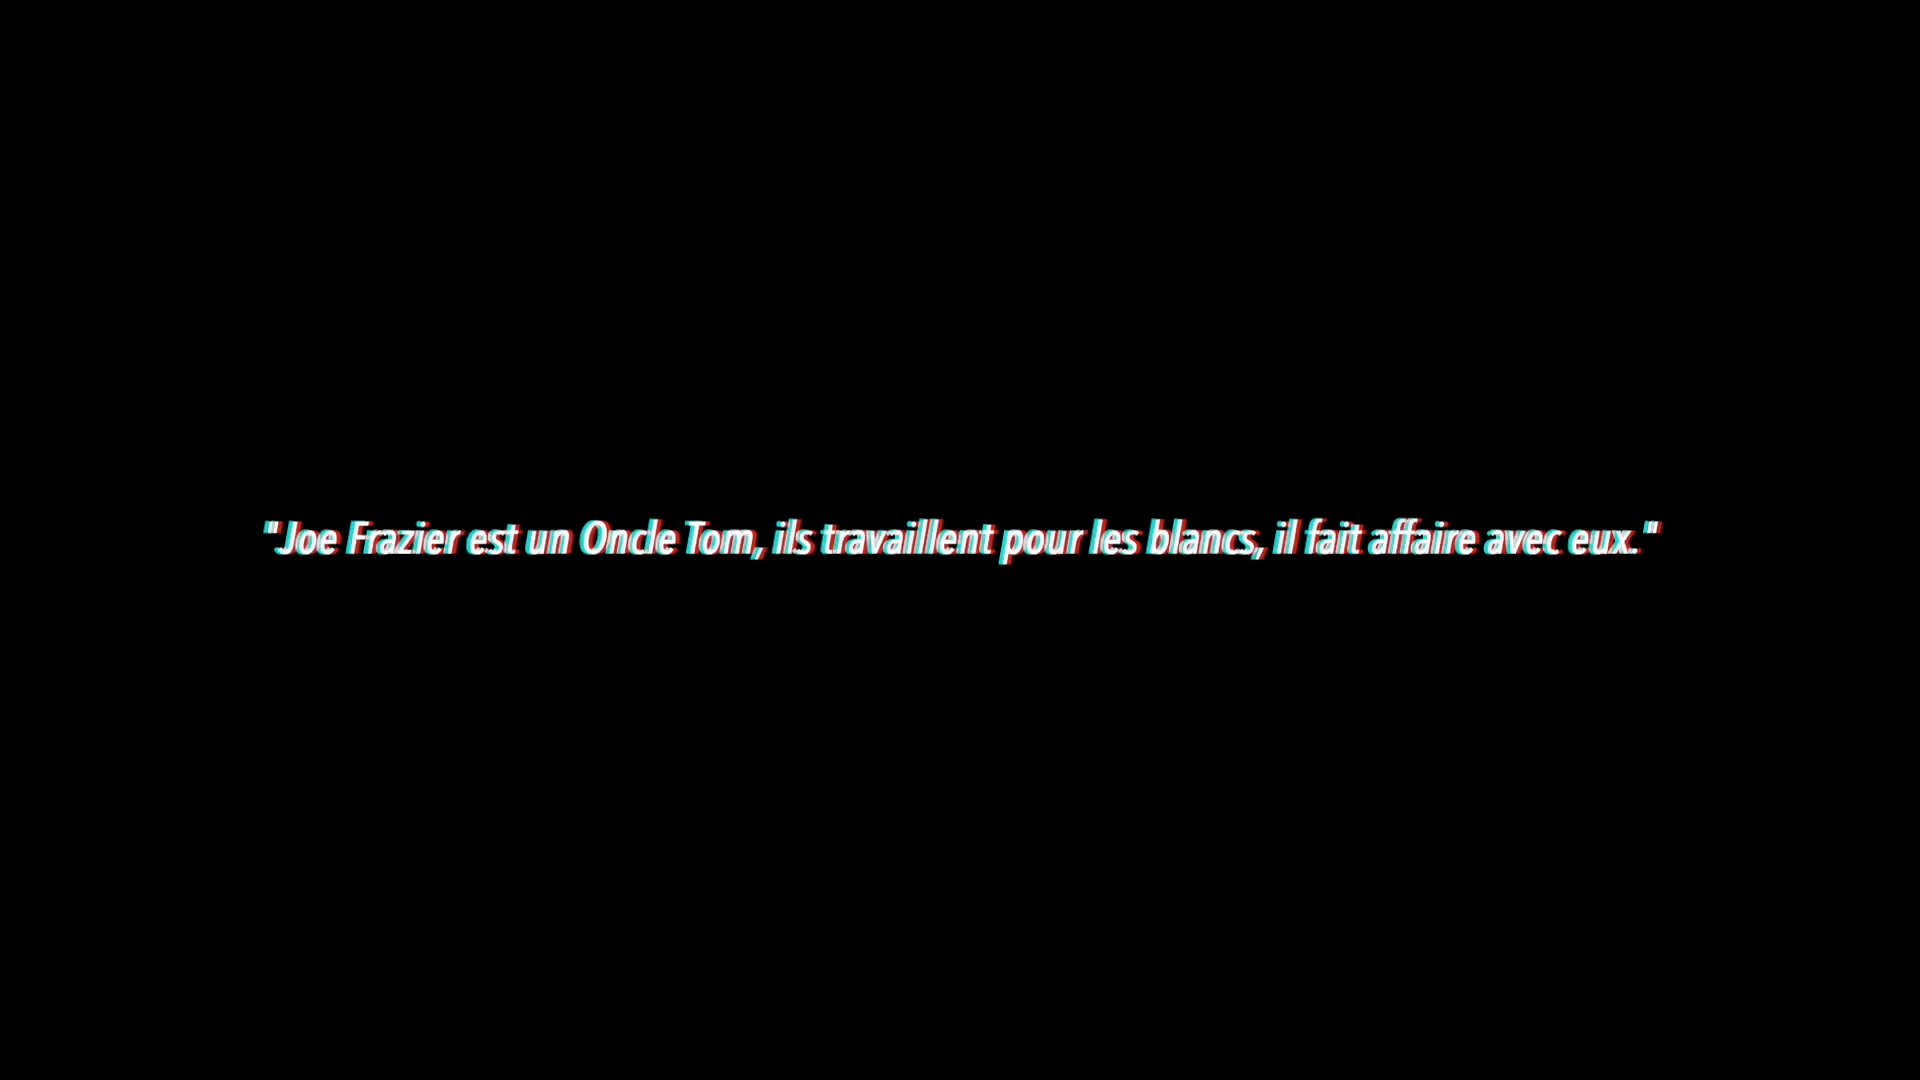 "Joe Frazier est un Oncle Tom, ils travaillent pour les blancs, il fait affaire avec eux."